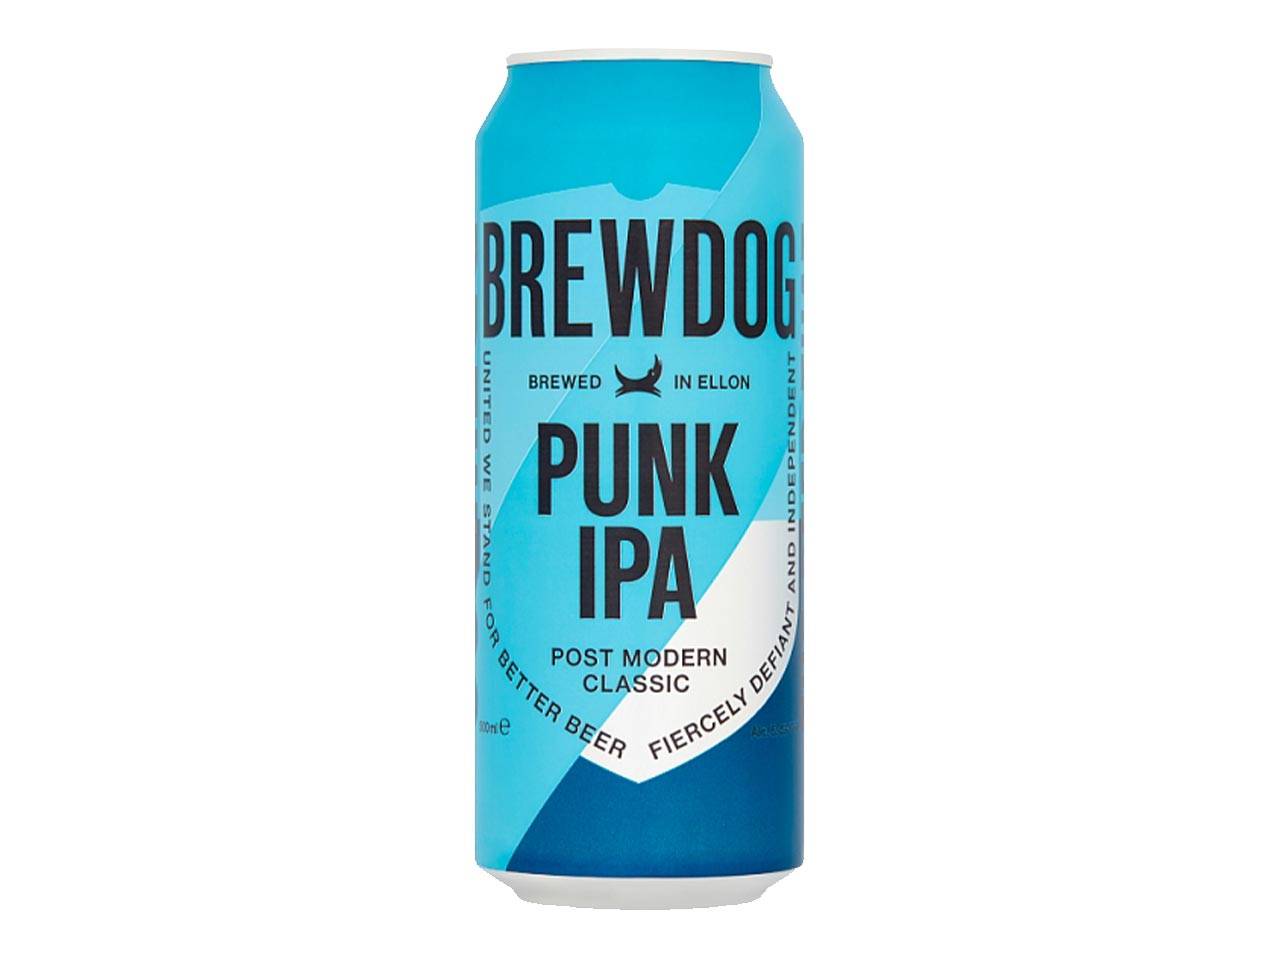 BREWDOG
BREWED IN ELLON
PUNK
IPA
POST MODERN
CLASSIC
UNITED WE STAND FOR BETTER BEER
FIERCELY DEFIANT AND INDEPENDENT
500ml e